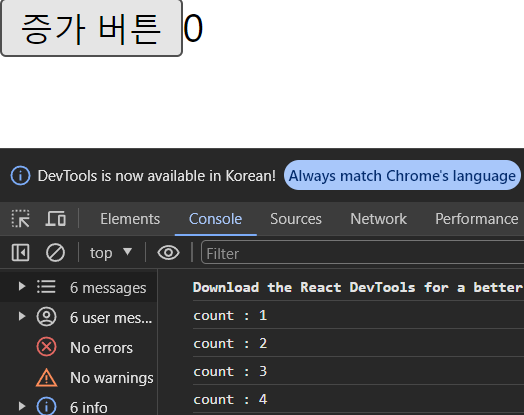 증가 버튼 0
DevTools is now available in Korean! Always match Chrome's language
Elements Console Sources Network Performance
top Filter
6 messages
6 user mes...
No errors
No warnings
6 info
Download the React DevTools for a better
count : 1
count : 2
count : 3
count : 4